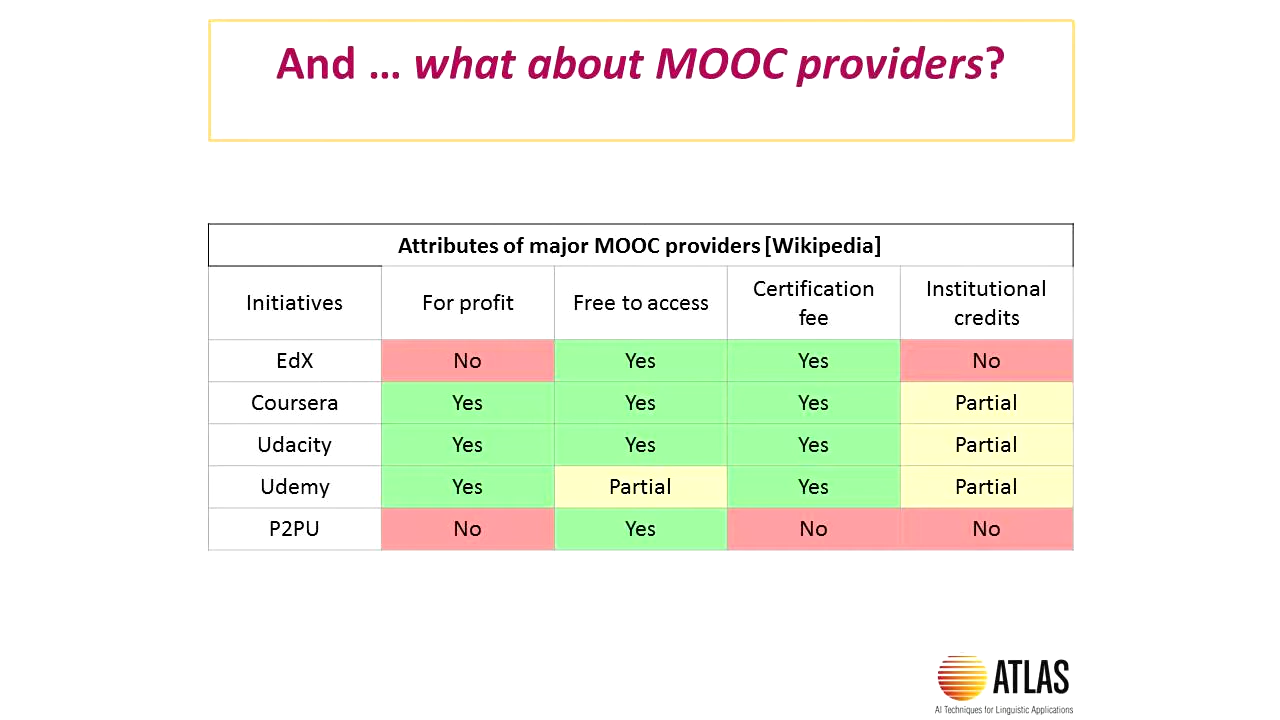 And … what about MOOC providers?
Attributes of major MOOC providers [Wikipedia]
Initiatives For profit Free to access Certification fee Institutional credits
EdX No Yes Yes No
Coursera Yes Yes Yes Partial
Udacity Yes Yes Yes Partial
Udemy Yes Partial Yes Partial
P2PU No Yes No No
ATLAS
AI Techniques for Linguistic Applications